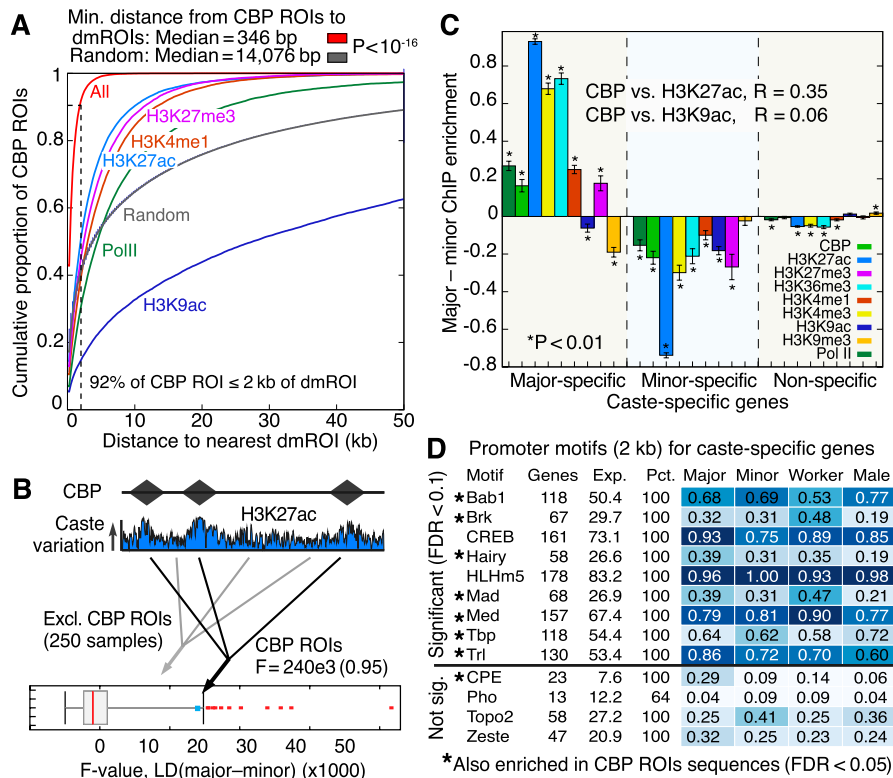 A
Min. distance from CBP ROIs to
dmROIs: Median = 346 bp
Random: Median = 14,076 bp
P<10-16
Cumulative proportion of CBP ROIs
1
0.8
0.6
0.4
0.2
0
All
H3K27me3
H3K4me1
H3K27ac
Random
PolII
H3K9ac
92% of CBP ROI ≤ 2 kb of dmROI
0 10 20 30 40 50
Distance to nearest dmROI (kb)
B
CBP
Caste
variation
H3K27ac
Excl. CBP ROIs
(250 samples)
CBP ROIs
F = 240e3 (0.95)
0 10 20 30 40 50
F-value, LD(major–minor) (x1000)
C
Major – minor ChIP enrichment
0.8
0.6
0.4
0.2
0
-0.2
-0.4
-0.6
-0.8
CBP vs. H3K27ac, R = 0.35
CBP vs. H3K9ac, R = 0.06
*P < 0.01
CBP
H3K27ac
H3K27me3
H3K36me3
H3K4me1
H3K4me3
H3K9ac
H3K9me3
Pol II
Major-specific Minor-specific Non-specific
Caste-specific genes
D
Promoter motifs (2 kb) for caste-specific genes
Motif Genes Exp. Pct. Major Minor Worker Male
Significant (FDR < 0.1)
*Bab1 118 50.4 100 0.68 0.69 0.53 0.77
*Brk 67 29.7 100 0.32 0.31 0.48 0.19
CREB 161 73.1 100 0.93 0.75 0.89 0.85
*Hairy 58 26.6 100 0.39 0.31 0.35 0.19
HLHm5 178 83.2 100 0.96 1.00 0.93 0.98
*Mad 68 26.9 100 0.39 0.31 0.47 0.21
*Med 157 67.4 100 0.79 0.81 0.90 0.77
*Tbp 118 54.4 100 0.64 0.62 0.58 0.72
*Trl 130 53.4 100 0.86 0.72 0.70 0.60
Not sig.
*CPE 23 7.6 100 0.29 0.09 0.14 0.06
Pho 13 12.2 64 0.04 0.09 0.09 0.04
Topo2 58 27.2 100 0.25 0.41 0.25 0.36
Zeste 47 20.9 100 0.32 0.25 0.23 0.24
*Also enriched in CBP ROIs sequences (FDR < 0.05)